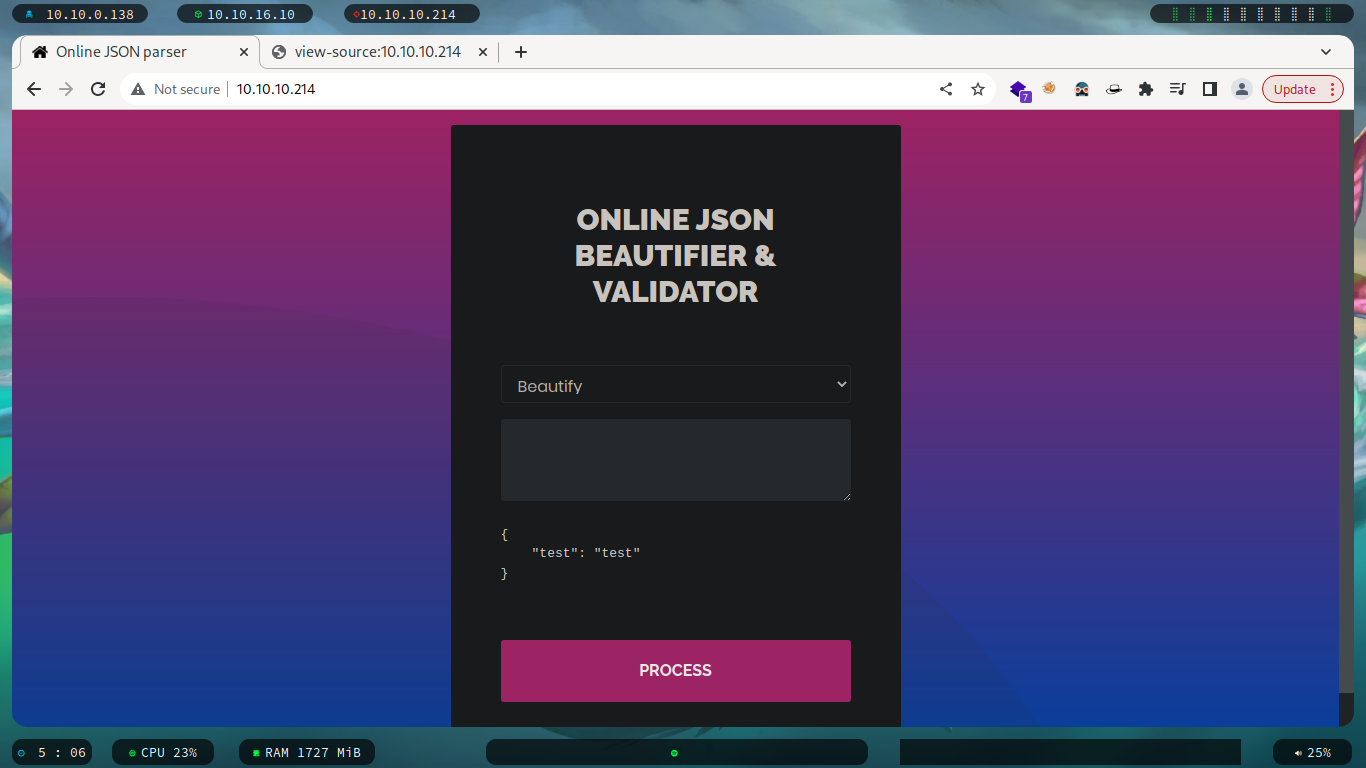 10.10.0.138
10.10.16.10
10.10.10.214
Online JSON parser
view-source:10.10.10.214
Not secure
10.10.10.214
7
Update
ONLINE JSON
BEAUTIFIER &
VALIDATOR
Beautify
{
"test": "test"
}
PROCESS
5 : 06
CPU 23%
RAM 1727 MiB
25%